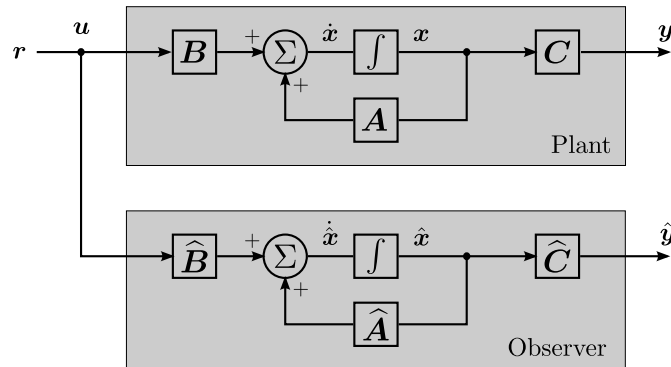 u
r B + Σ ẋ ∫ x C y
+
A
Plant
B̂ + Σ x̂̇ ∫ x̂ Ĉ ŷ
+
Â
Observer